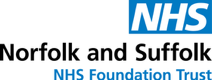 NHS
Norfolk and Suffolk
NHS Foundation Trust